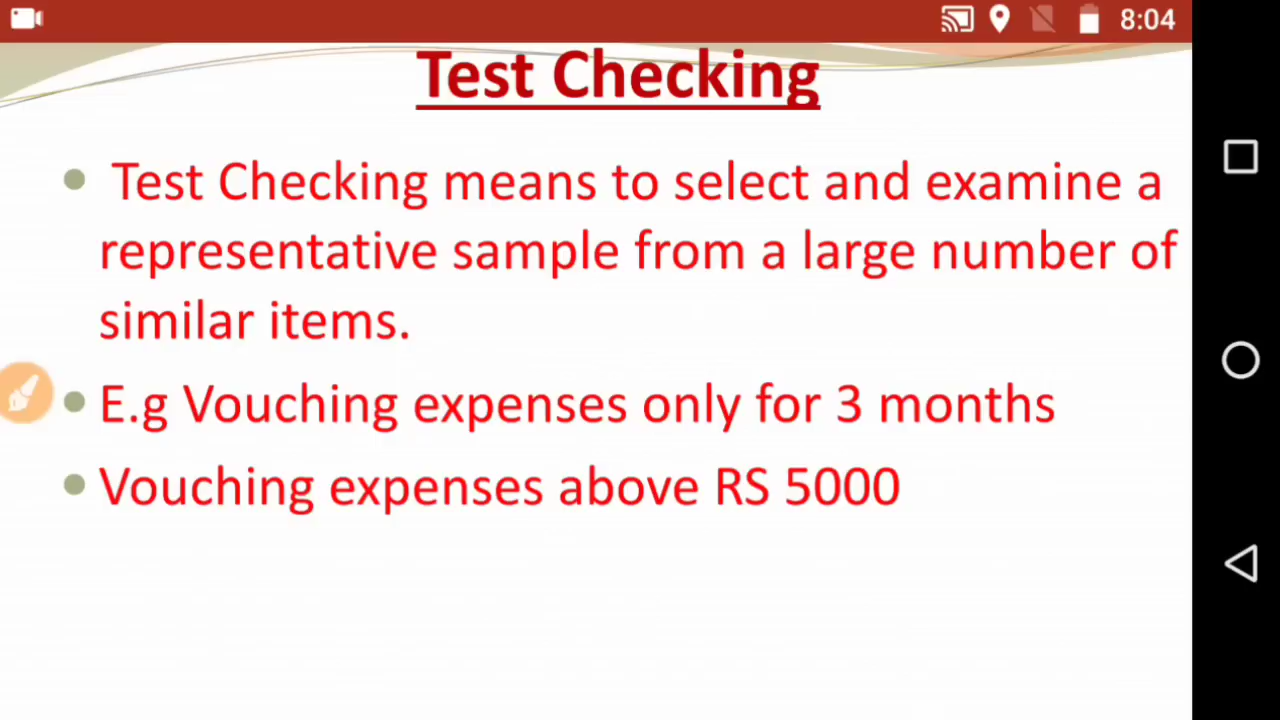 8:04
Test Checking
Test Checking means to select and examine a
representative sample from a large number of
similar items.
E.g Vouching expenses only for 3 months
Vouching expenses above RS 5000